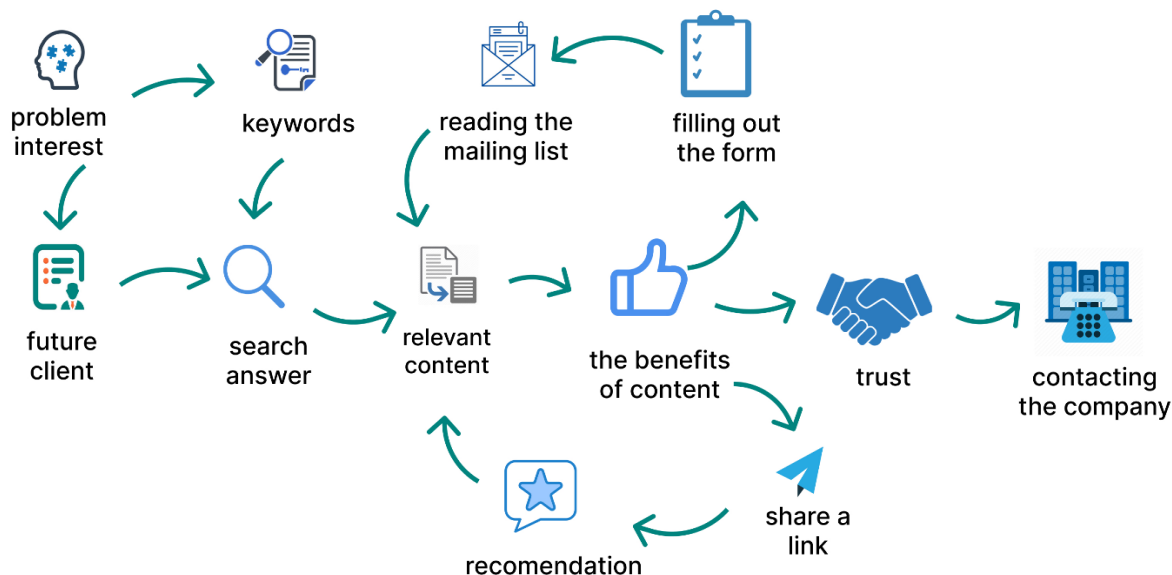 problem
interest
keywords
reading the
mailing list
filling out
the form
future
client
search
answer
relevant
content
the benefits
of content
trust
contacting
the company
share a
link
recomendation